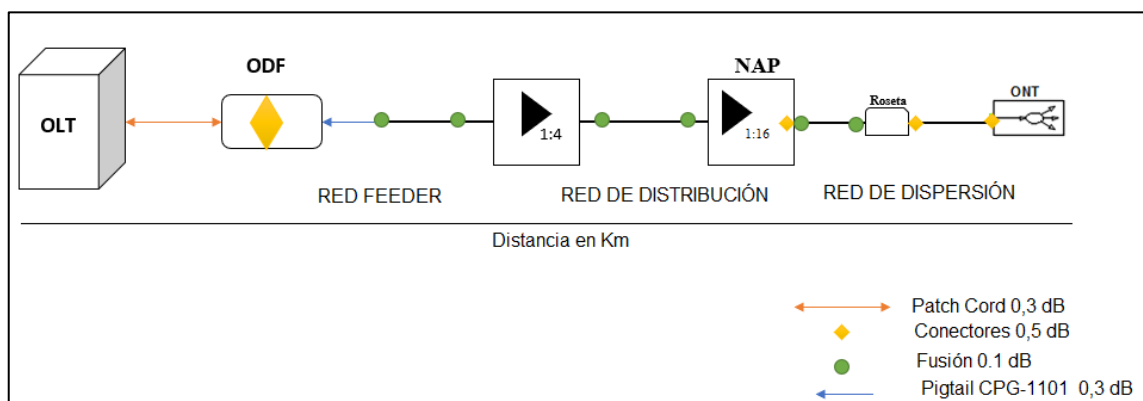 OLT
ODF
1:4
NAP
1:16
Roseta
ONT
RED FEEDER
RED DE DISTRIBUCIÓN
RED DE DISPERSIÓN
Distancia en Km
Patch Cord 0,3 dB
Conectores 0,5 dB
Fusión 0.1 dB
Pigtail CPG-1101 0,3 dB